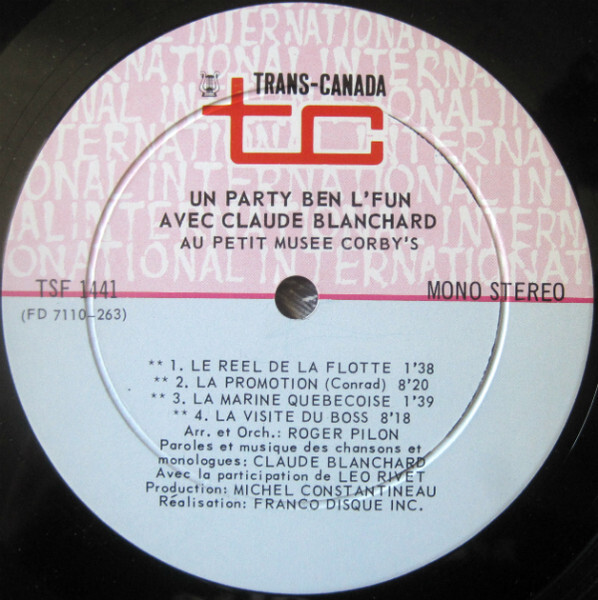 INTERNATIONAL INTERNATIONAL
TRANS-CANADA
tc
UN PARTY BEN L'FUN
AVEC CLAUDE BLANCHARD
AU PETIT MUSEE CORBY'S
TSF 1441
MONO STEREO
(FD 7110-263)
** 1. LE REEL DE LA FLOTTE 1'38
** 2. LA PROMOTION (Conrad) 8'20
** 3. LA MARINE QUEBECOISE 1'39
** 4. LA VISITE DU BOSS 8'18
Arr. et Orch.: ROGER PILON
Paroles et musique des chansons et
monologues: CLAUDE BLANCHARD
Avec la participation de LEO RIVET
Production: MICHEL CONSTANTINEAU
Réalisation: FRANCO DISQUE INC.